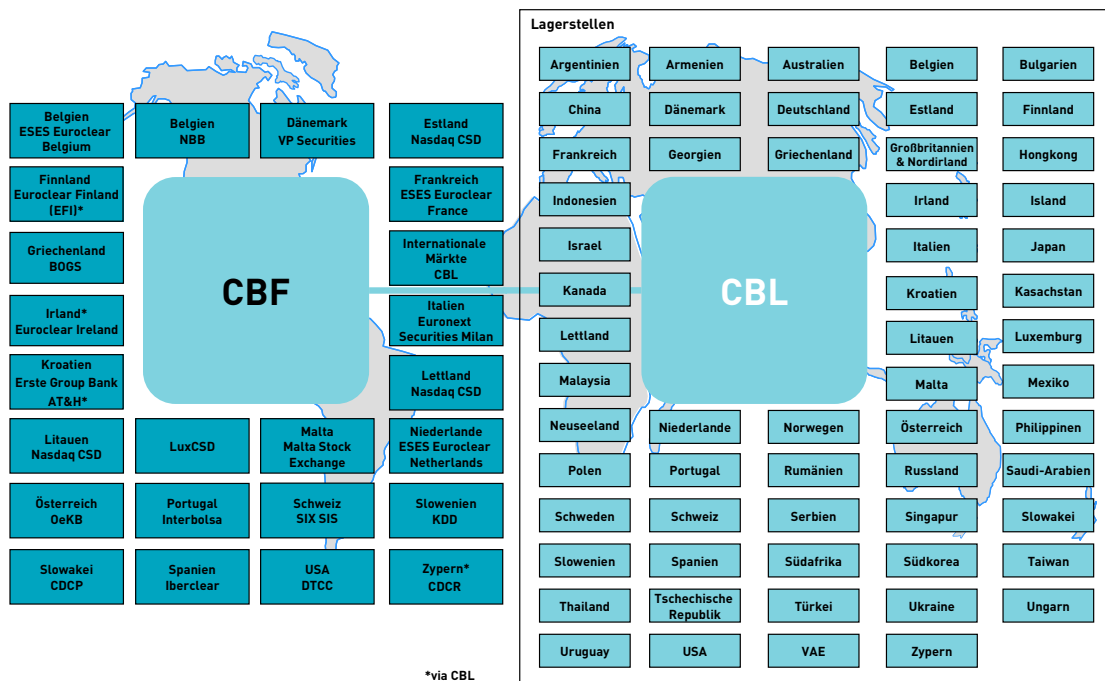 Belgien
ESES Euroclear
Belgium
Belgien
NBB
Dänemark
VP Securities
Estland
Nasdaq CSD
Finnland
Euroclear Finland
(EFI)*
Frankreich
ESES Euroclear
France
Griechenland
BOGS
Internationale
Märkte
CBL
CBF
Irland*
Euroclear Ireland
Italien
Euronext
Securities Milan
Kroatien
Erste Group Bank
AT&H*
Lettland
Nasdaq CSD
Litauen
Nasdaq CSD
LuxCSD
Malta
Malta Stock
Exchange
Niederlande
ESES Euroclear
Netherlands
Österreich
OeKB
Portugal
Interbolsa
Schweiz
SIX SIS
Slowenien
KDD
Slowakei
CDCP
Spanien
Iberclear
USA
DTCC
Zypern*
CDCR
*via CBL
Lagerstellen
Argentinien
Armenien
Australien
Belgien
Bulgarien
China
Dänemark
Deutschland
Estland
Finnland
Frankreich
Georgien
Griechenland
Großbritannien
& Nordirland
Hongkong
Indonesien
Irland
Island
Israel
Italien
Japan
Kanada
CBL
Kroatien
Kasachstan
Lettland
Litauen
Luxemburg
Malaysia
Malta
Mexiko
Neuseeland
Niederlande
Norwegen
Österreich
Philippinen
Polen
Portugal
Rumänien
Russland
Saudi-Arabien
Schweden
Schweiz
Serbien
Singapur
Slowakei
Slowenien
Spanien
Südafrika
Südkorea
Taiwan
Thailand
Tschechische
Republik
Türkei
Ukraine
Ungarn
Uruguay
USA
VAE
Zypern